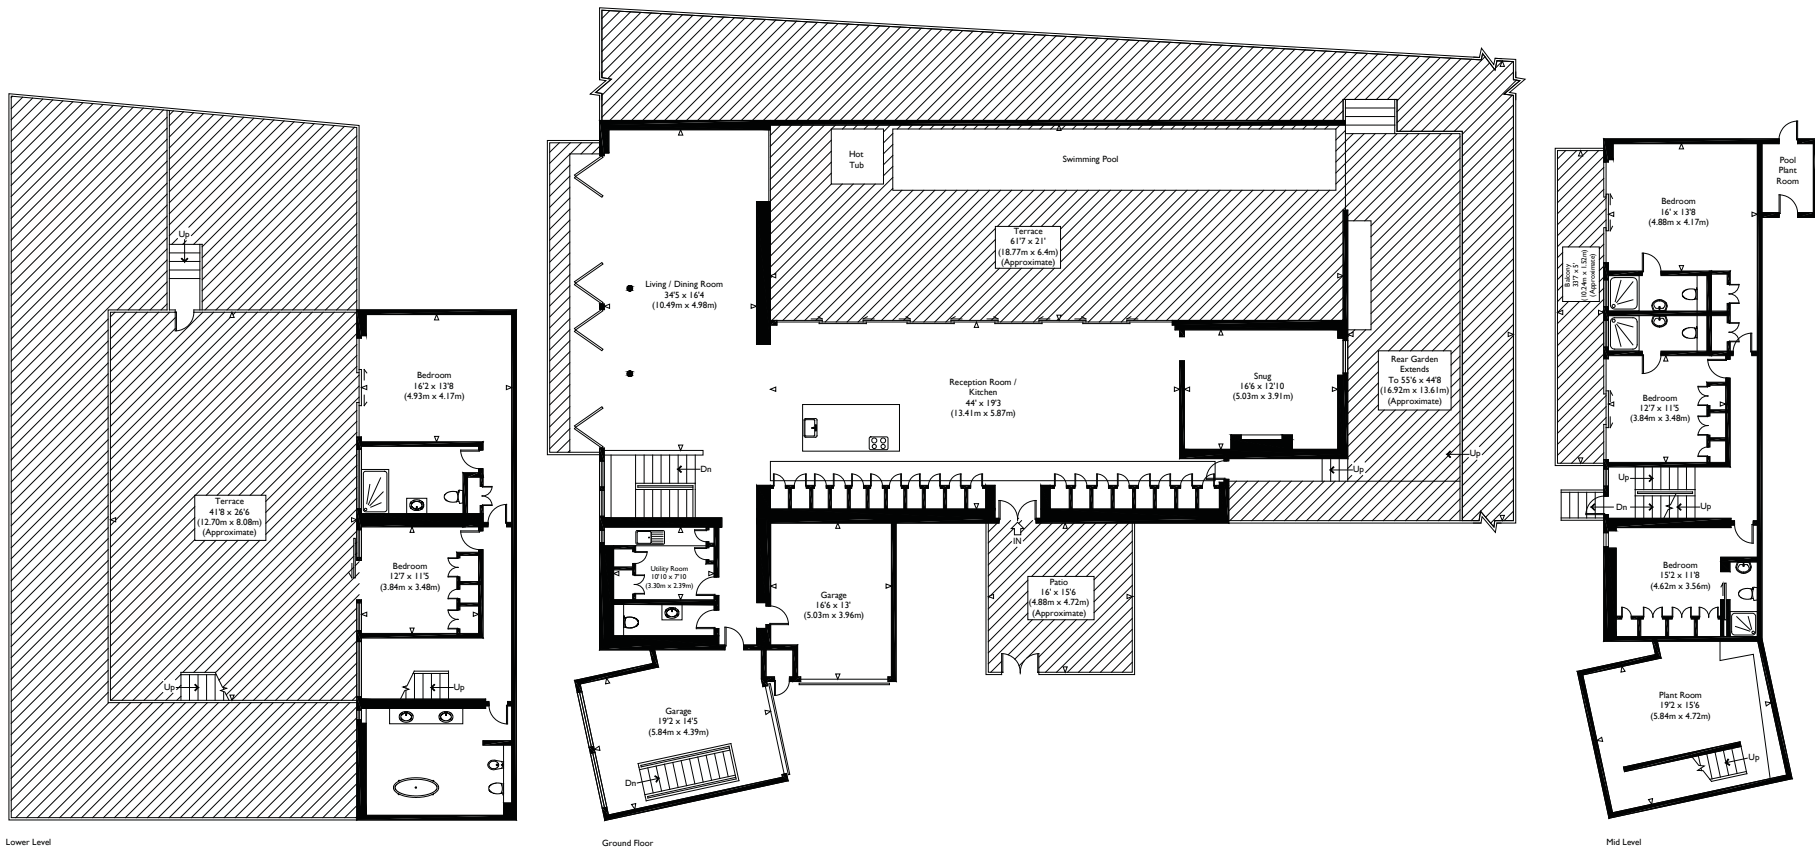 Up
Bedroom
16'2 x 13'8
(4.93m x 4.17m)
Terrace
41'8 x 26'6
(12.70m x 8.08m)
(Approximate)
Bedroom
12'7 x 11'5
(3.84m x 3.48m)
Up
Up
Lower Level
Hot
Tub
Swimming Pool
Terrace
61'7 x 21'
(18.77m x 6.4m)
(Approximate)
Living / Dining Room
34'5 x 16'4
(10.49m x 4.98m)
Reception Room /
Kitchen
44' x 19'3
(13.41m x 5.87m)
Snug
16'6 x 12'10
(5.03m x 3.91m)
Rear Garden
Extends
To 55'6 x 44'8
(16.92m x 13.61m)
(Approximate)
Dn
Up
Up
IN
Utility Room
10'10 x 7'10
(3.30m x 2.39m)
Garage
16'6 x 13'
(5.03m x 3.96m)
Patio
16' x 15'6
(4.88m x 4.72m)
(Approximate)
Garage
19'2 x 14'5
(5.84m x 4.39m)
Dn
Ground Floor
Pool
Plant
Room
Bedroom
16' x 13'8
(4.88m x 4.17m)
Balcony
33'7 x 5'
(10.24m x 1.52m)
(Approximate)
Bedroom
12'7 x 11'5
(3.84m x 3.48m)
Up
Dn
Up
Bedroom
15'2 x 11'8
(4.62m x 3.56m)
Plant Room
19'2 x 15'6
(5.84m x 4.72m)
Up
Mid Level